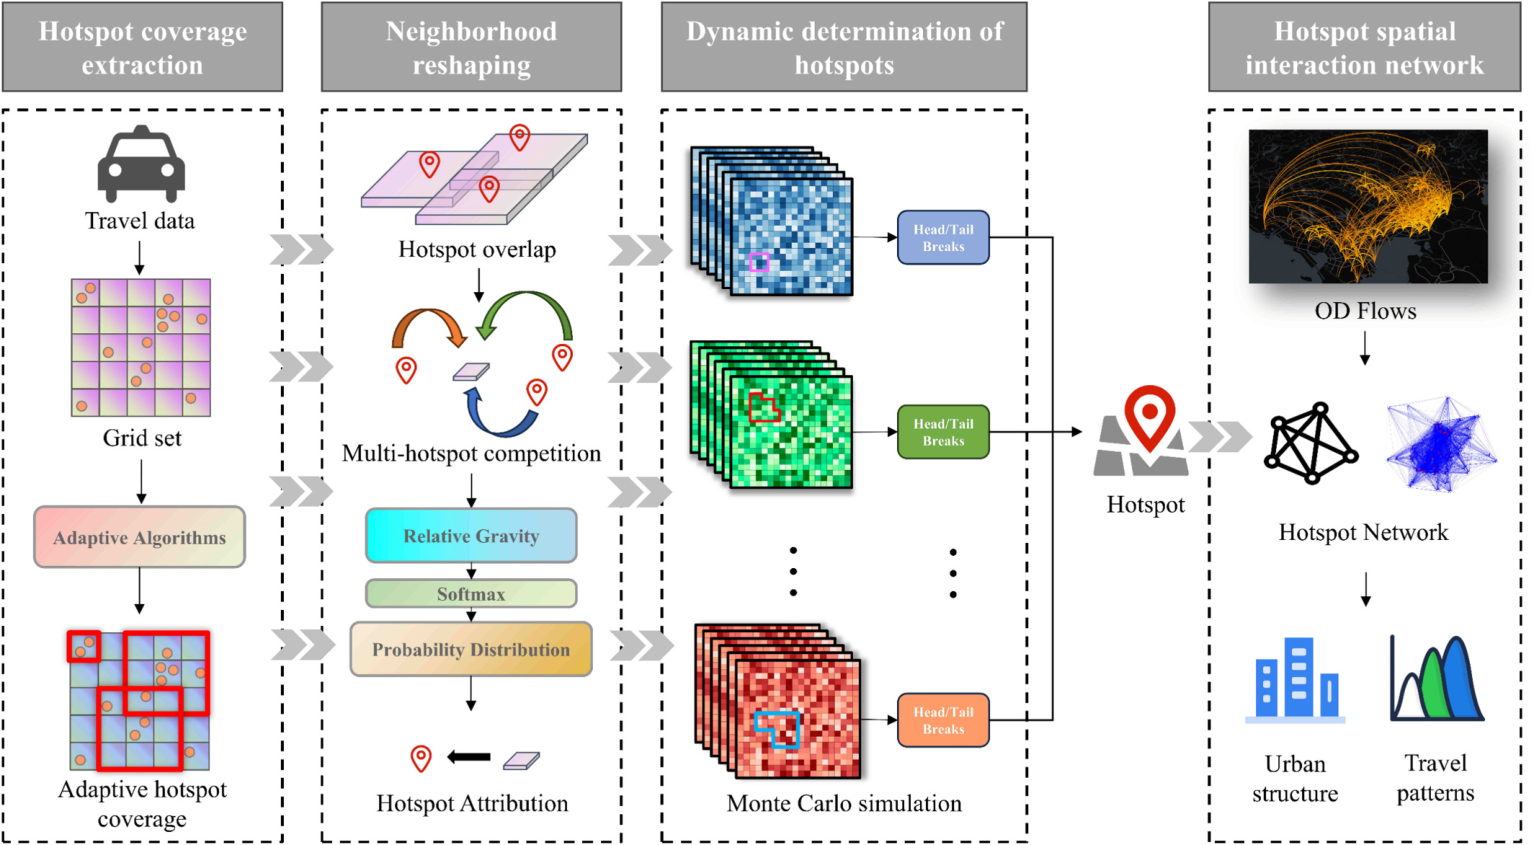 Hotspot coverage
extraction
Travel data
Grid set
Adaptive Algorithms
Adaptive hotspot
coverage
Neighborhood
reshaping
Hotspot overlap
Multi-hotspot competition
Relative Gravity
Softmax
Probability Distribution
Hotspot Attribution
Dynamic determination of
hotspots
Head/Tail
Breaks
Head/Tail
Breaks
Head/Tail
Breaks
Monte Carlo simulation
Hotspot
Hotspot spatial
interaction network
OD Flows
Hotspot Network
Urban
structure
Travel
patterns